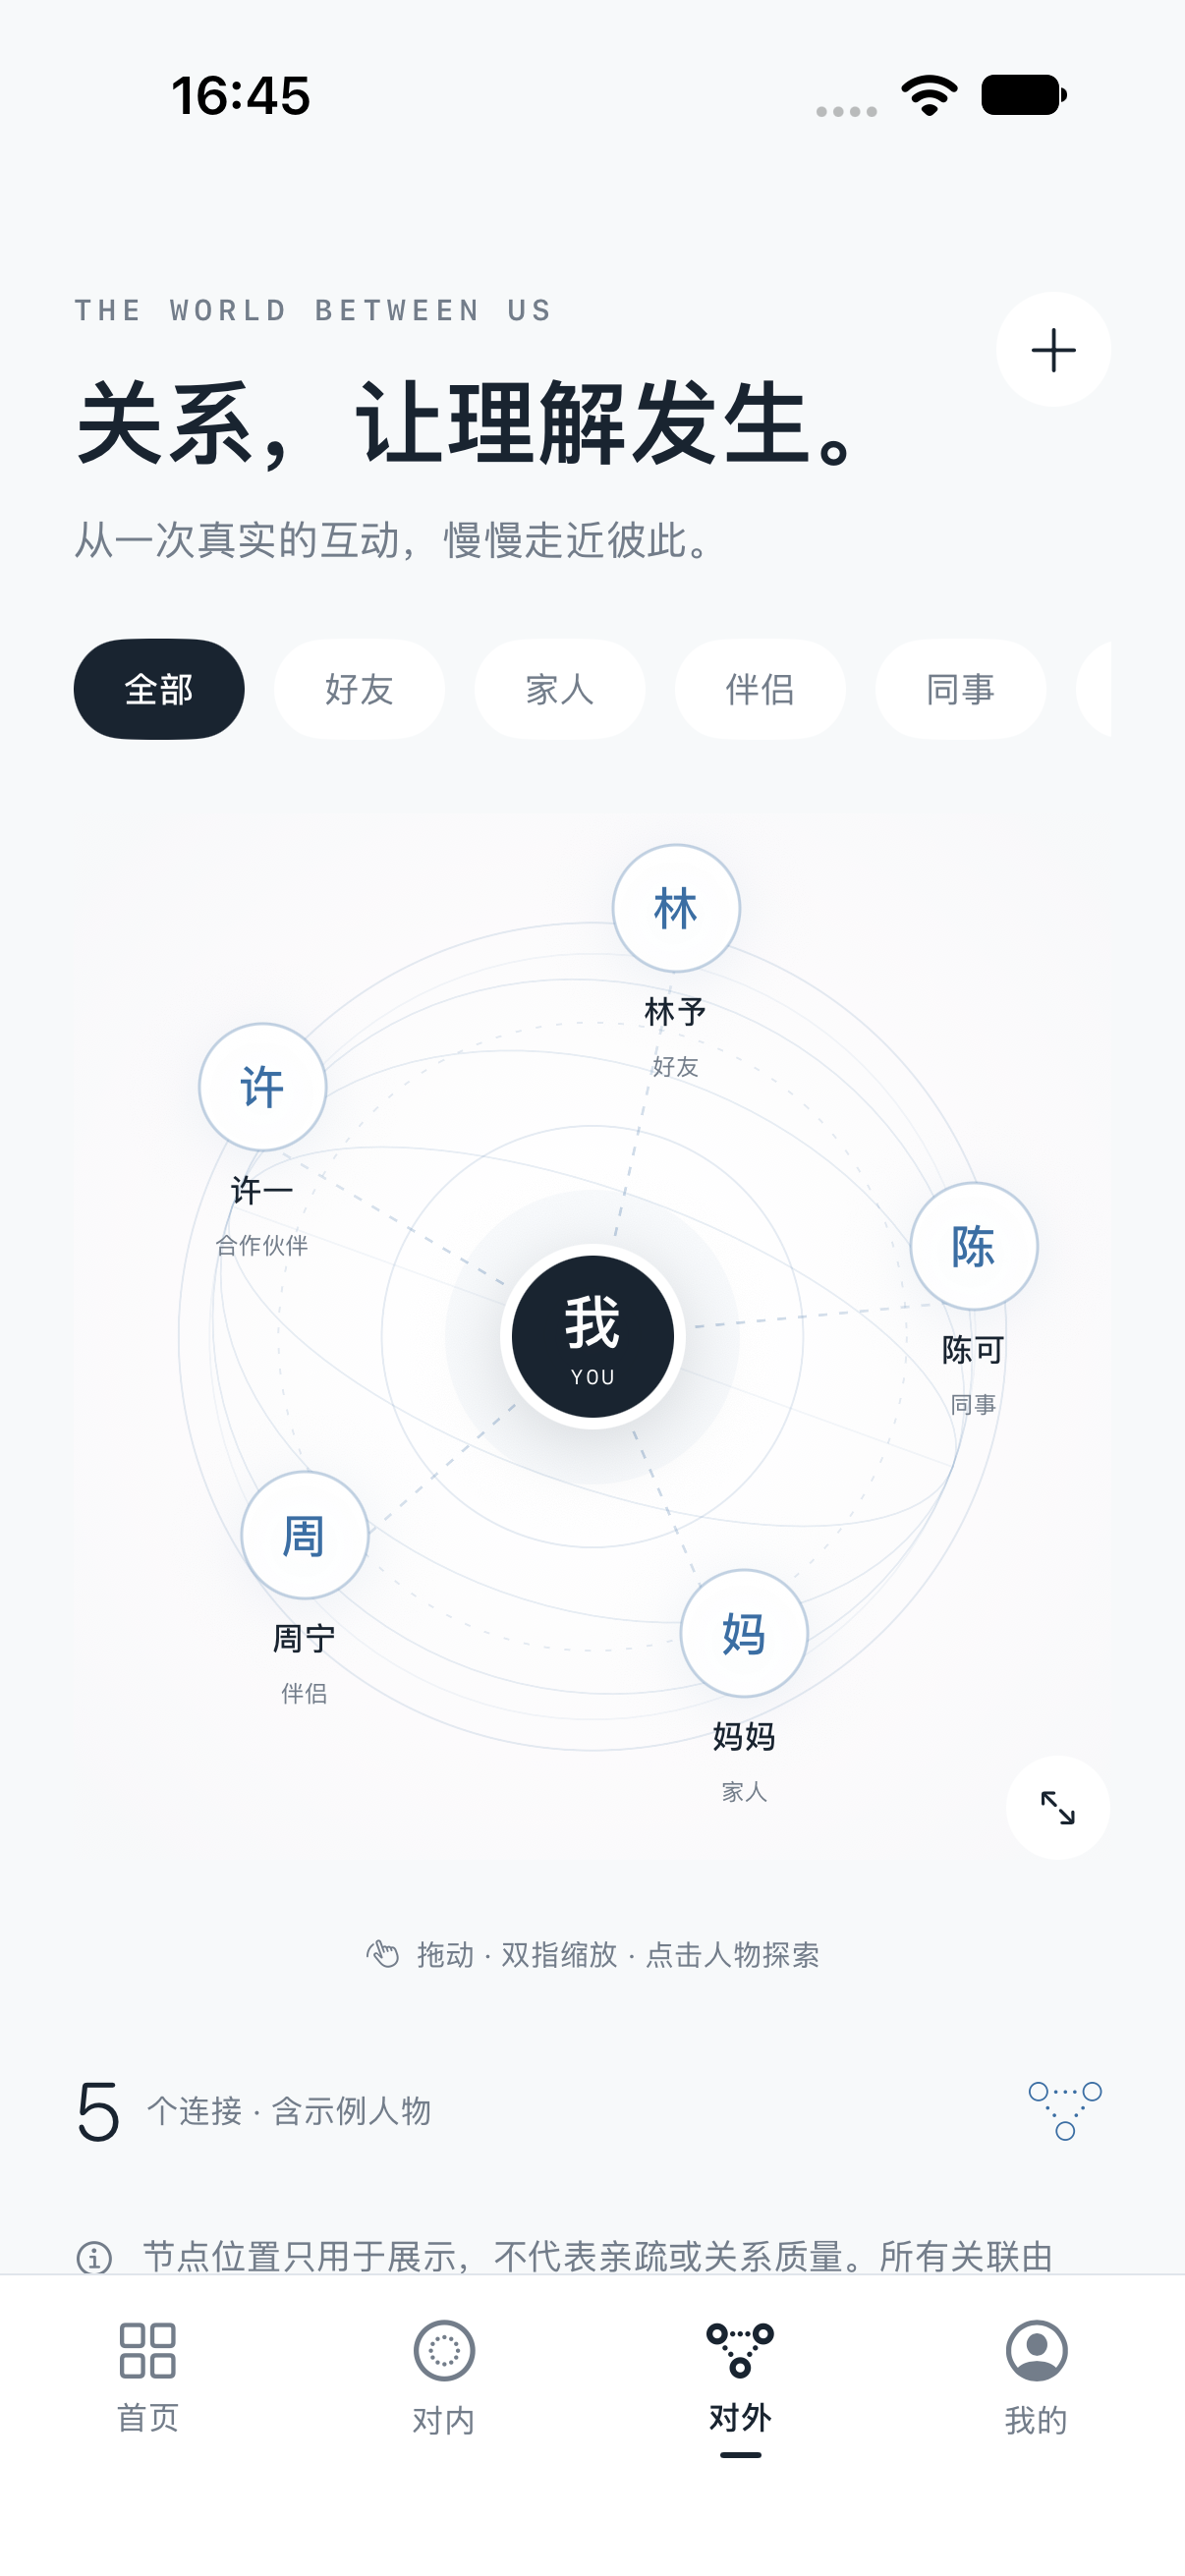 16:45
THE WORLD BETWEEN US
关系，让理解发生。
从一次真实的互动，慢慢走近彼此。
全部 好友 家人 伴侣 同事
林
林予
好友
许
许一
合作伙伴
陈
陈可
同事
我
YOU
周
周宁
伴侣
妈
妈妈
家人
拖动 · 双指缩放 · 点击人物探索
5 个连接 · 含示例人物
节点位置只用于展示，不代表亲疏或关系质量。所有关联由
首页 对内 对外 我的